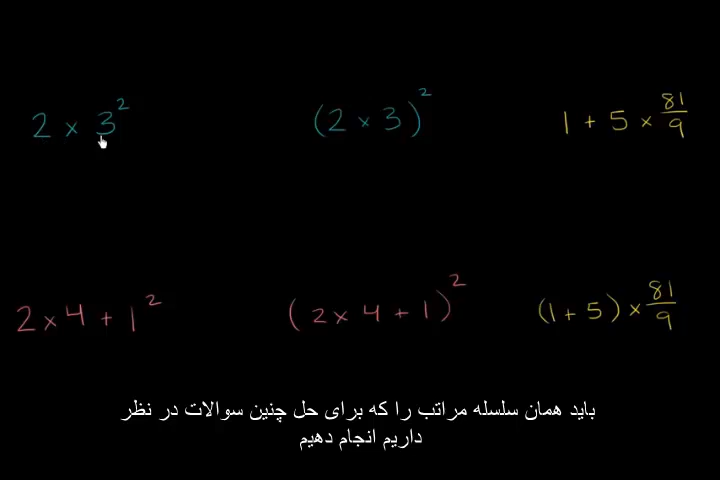 2 × 3² (2 × 3)² 1 + 5 × 81/9
2 × 4 + 1² (2 × 4 + 1)² (1 + 5) × 81/9
باید همان سلسله مراتب را که برای حل چنین سوالات در نظر
داریم انجام دهیم